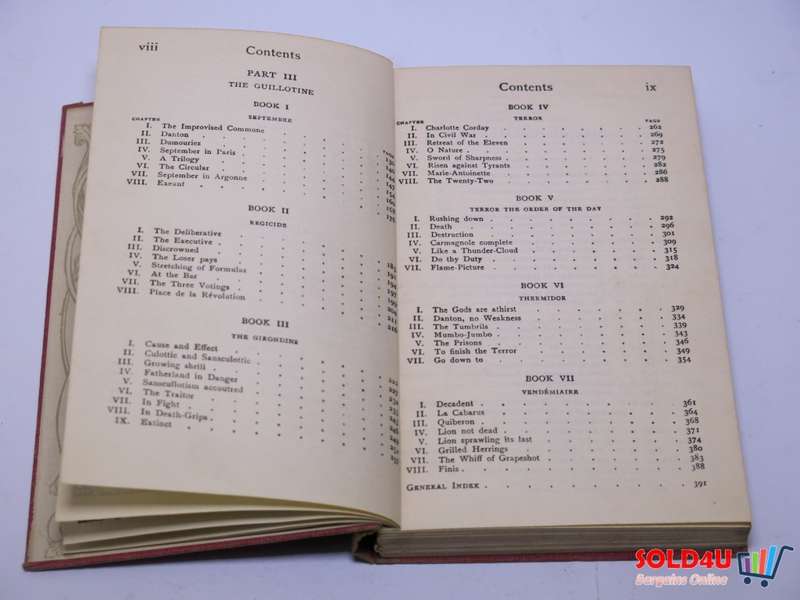 viii Contents
PART III
THE GUILLOTINE
BOOK I
SEPTEMBER
CHAPTER PAGE
I. The Improvised Commune
II. Danton
III. Dumouriez
IV. September in Paris
V. A Trilogy
VI. The Circular
VII. September in Argonne
VIII. Exeunt
BOOK II
REGICIDE
I. The Deliberative
II. The Executive
III. Discrowned
IV. The Loser pays
V. Stretching of Formulas
VI. At the Bar
VII. The Three Votings
VIII. Place de la Révolution
BOOK III
THE GIRONDINS
I. Cause and Effect
II. Culottic and Sansculottic
III. Growing shrill
IV. Fatherland in Danger
V. Sansculottism accoutred
VI. The Traitor
VII. In Fight
VIII. In Death-Grips
IX. Extinct
Contents ix
BOOK IV
TERROR
CHAPTER PAGE
I. Charlotte Corday 262
II. In Civil War 269
III. Retreat of the Eleven 272
IV. O Nature 275
V. Sword of Sharpness 279
VI. Risen against Tyrants 282
VII. Marie-Antoinette 286
VIII. The Twenty-Two 288
BOOK V
TERROR THE ORDER OF THE DAY
I. Rushing down 292
II. Death 296
III. Destruction 301
IV. Carmagnole complete 309
V. Like a Thunder-Cloud 315
VI. Do thy Duty 318
VII. Flame-Picture 324
BOOK VI
THERMIDOR
I. The Gods are athirst 329
II. Danton, no Weakness 334
III. The Tumbrils 339
IV. Mumbo-Jumbo 343
V. The Prisons 346
VI. To finish the Terror 349
VII. Go down to 354
BOOK VII
VENDÉMIAIRE
I. Decadent 361
II. La Cabarus 364
III. Quiberon 368
IV. Lion not dead 371
V. Lion sprawling its last 374
VI. Grilled Herrings 380
VII. The Whiff of Grapeshot 383
VIII. Finis 388
GENERAL INDEX 391
SOLD4U
Bargains Online